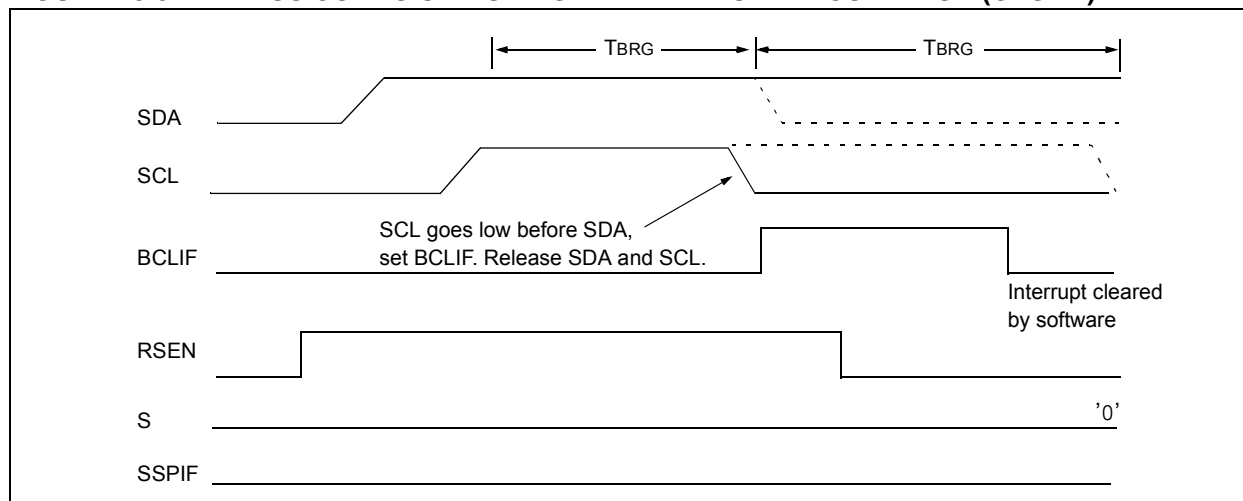 TBRG
TBRG
SDA
SCL
SCL goes low before SDA,
set BCLIF. Release SDA and SCL.
BCLIF
Interrupt cleared
by software
RSEN
S
'0'
SSPIF